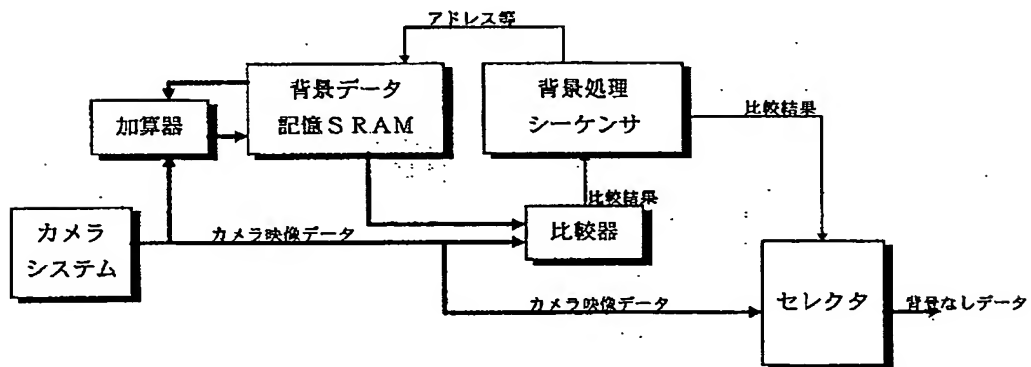 アドレス等
背景データ
記憶SRAM
背景処理
シーケンサ
加算器
比較結果
比較結果
カメラ
システム
カメラ映像データ
比較器
カメラ映像データ
セレクタ
背景なしデータ